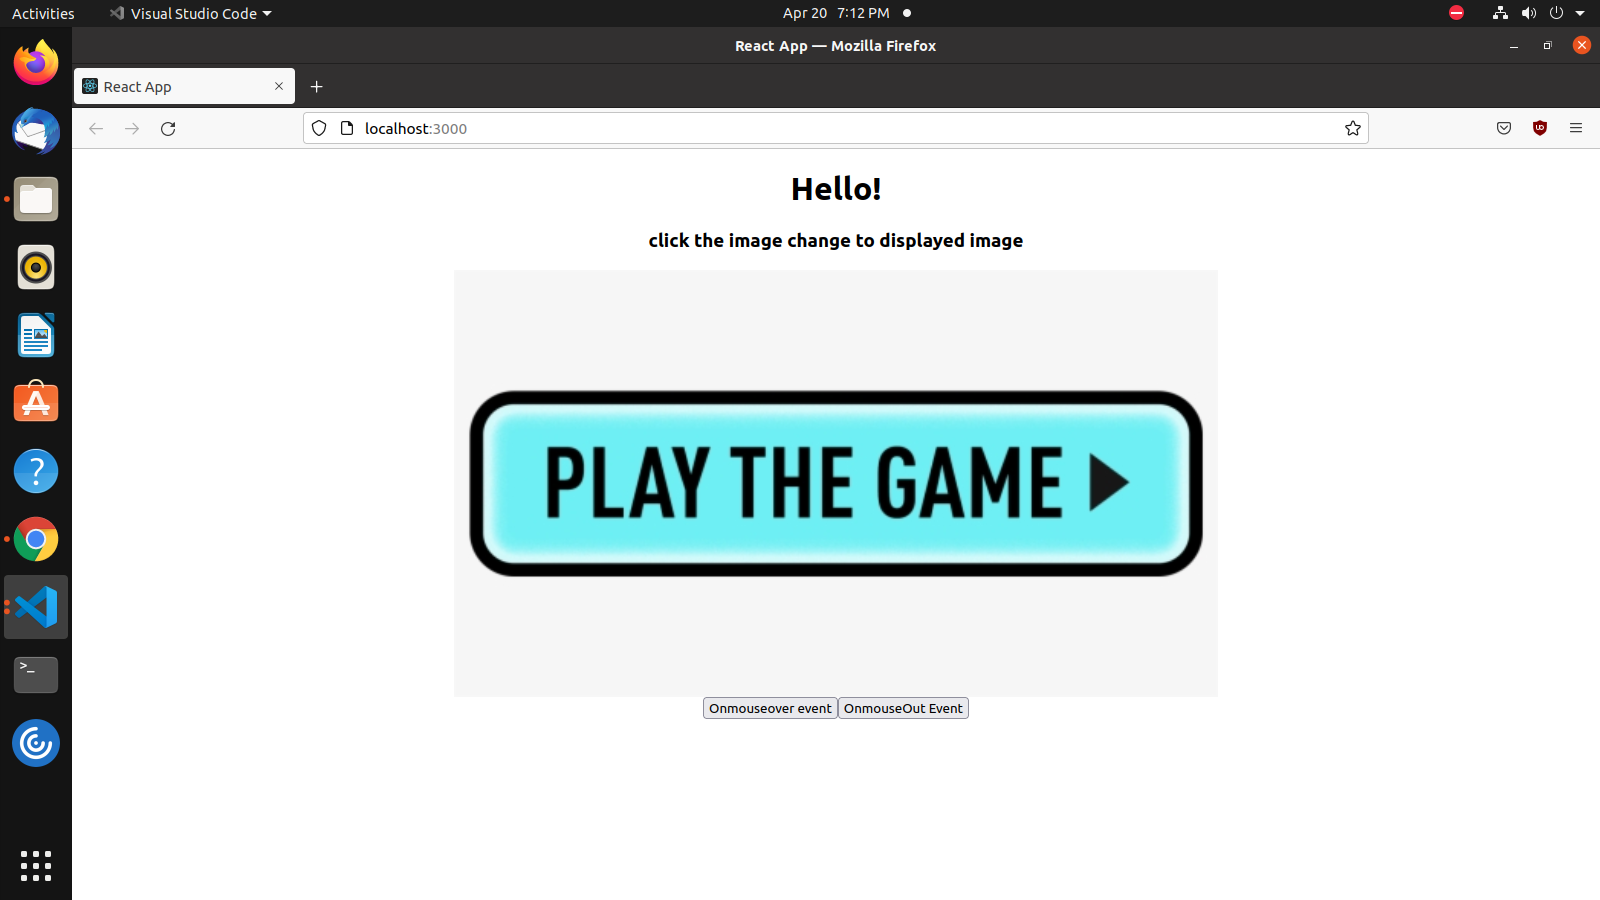 Activities
Visual Studio Code
Apr 20 7:12 PM
React App — Mozilla Firefox
React App
localhost:3000
Hello!
click the image change to displayed image
PLAY THE GAME
Onmouseover event
OnmouseOut Event